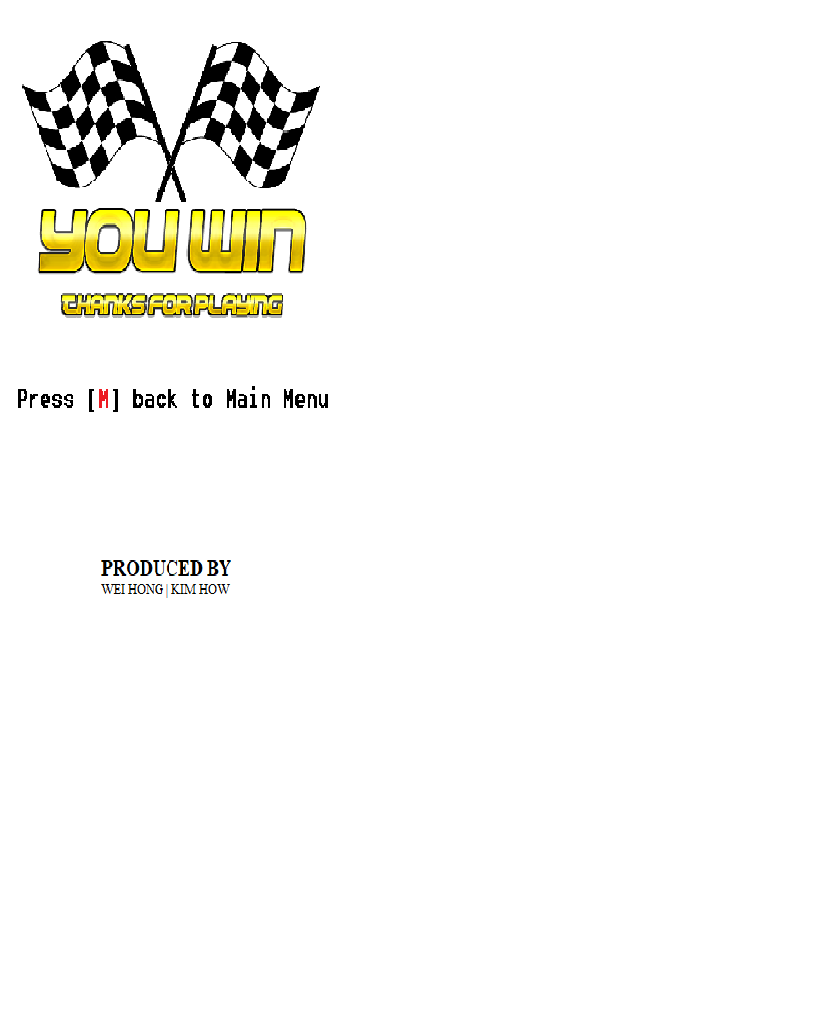 YOU WIN
THANKS FOR PLAYING
Press [M] back to Main Menu
PRODUCED BY
WEI HONG | KIM HOW